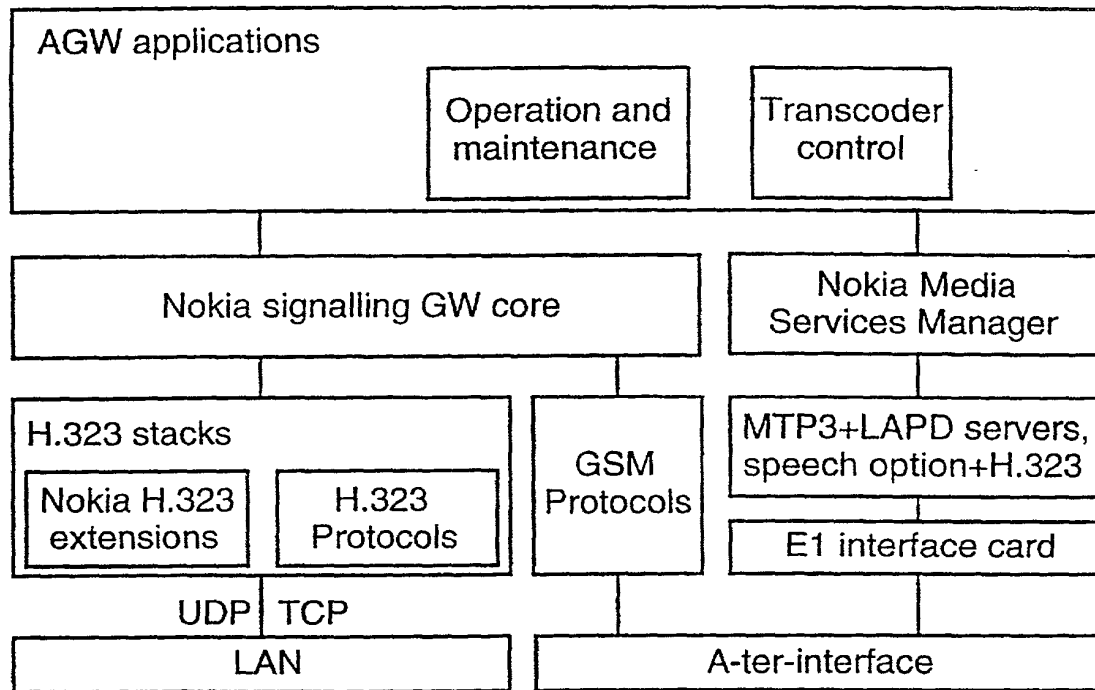 AGW applications
Operation and
maintenance
Transcoder
control
Nokia signalling GW core
Nokia Media
Services Manager
H.323 stacks
Nokia H.323
extensions
H.323
Protocols
GSM
Protocols
MTP3+LAPD servers,
speech option+H.323
E1 interface card
UDP TCP
LAN
A-ter-interface